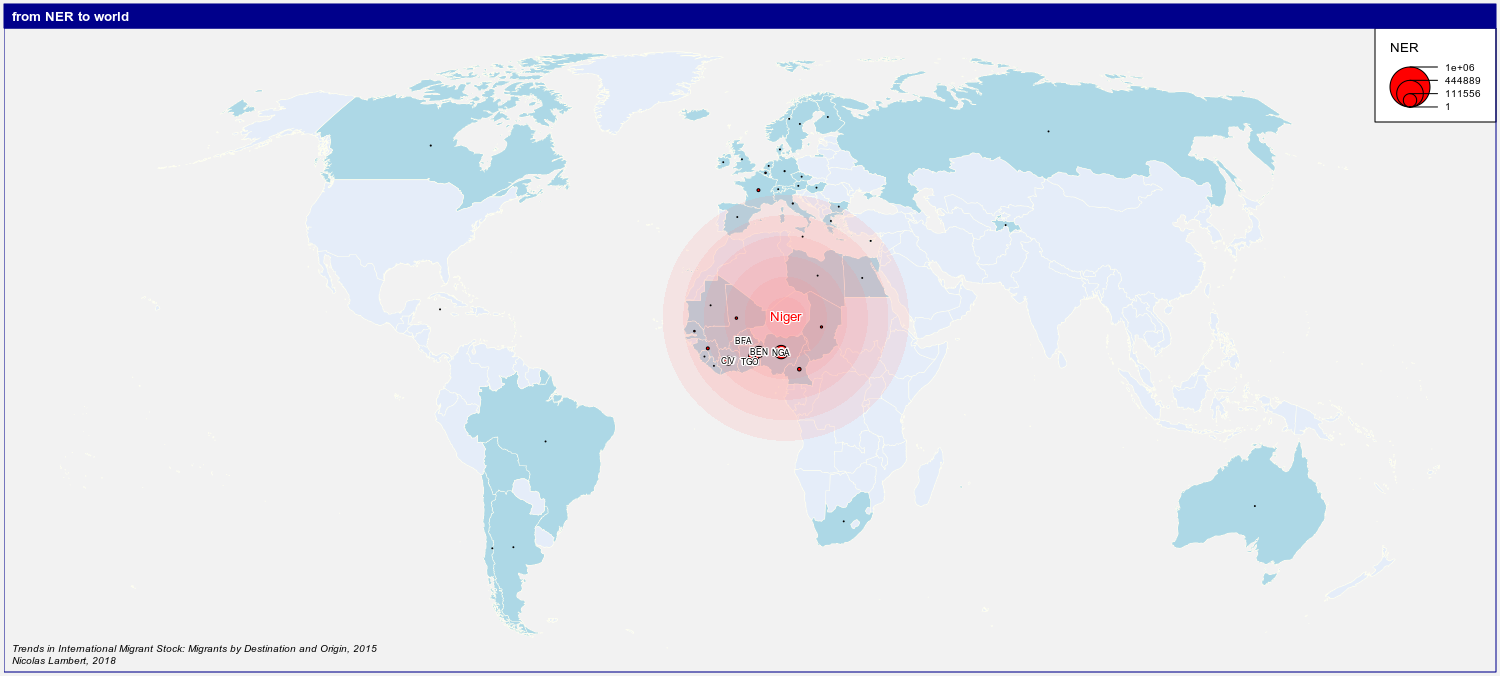 from NER to world
NER
1e+06
444889
111556
1
Niger
BFA
BEN NGA
CIV TGO
Trends in International Migrant Stock: Migrants by Destination and Origin, 2015
Nicolas Lambert, 2018